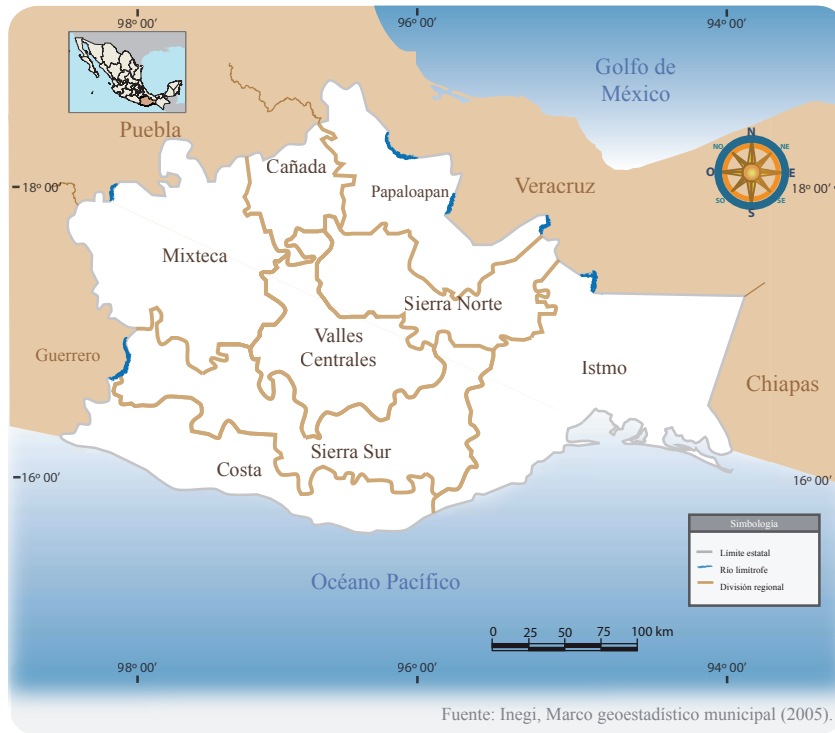 98º 00’
96º 00’
94º 00’
Golfo de
México
Puebla
Cañada
N
NO
NE
O
E
SO
SE
S
18º 00’
Papaloapan
Veracruz
18º 00’
Mixteca
Sierra Norte
Valles
Centrales
Guerrero
Istmo
Chiapas
Sierra Sur
Costa
16º 00’
16º 00’
Simbología
Límite estatal
Río limítrofe
División regional
Océano Pacífico
0 25 50 75 100 km
98º 00’
96º 00’
94º 00’
Fuente: Inegi, Marco geoestadístico municipal (2005).